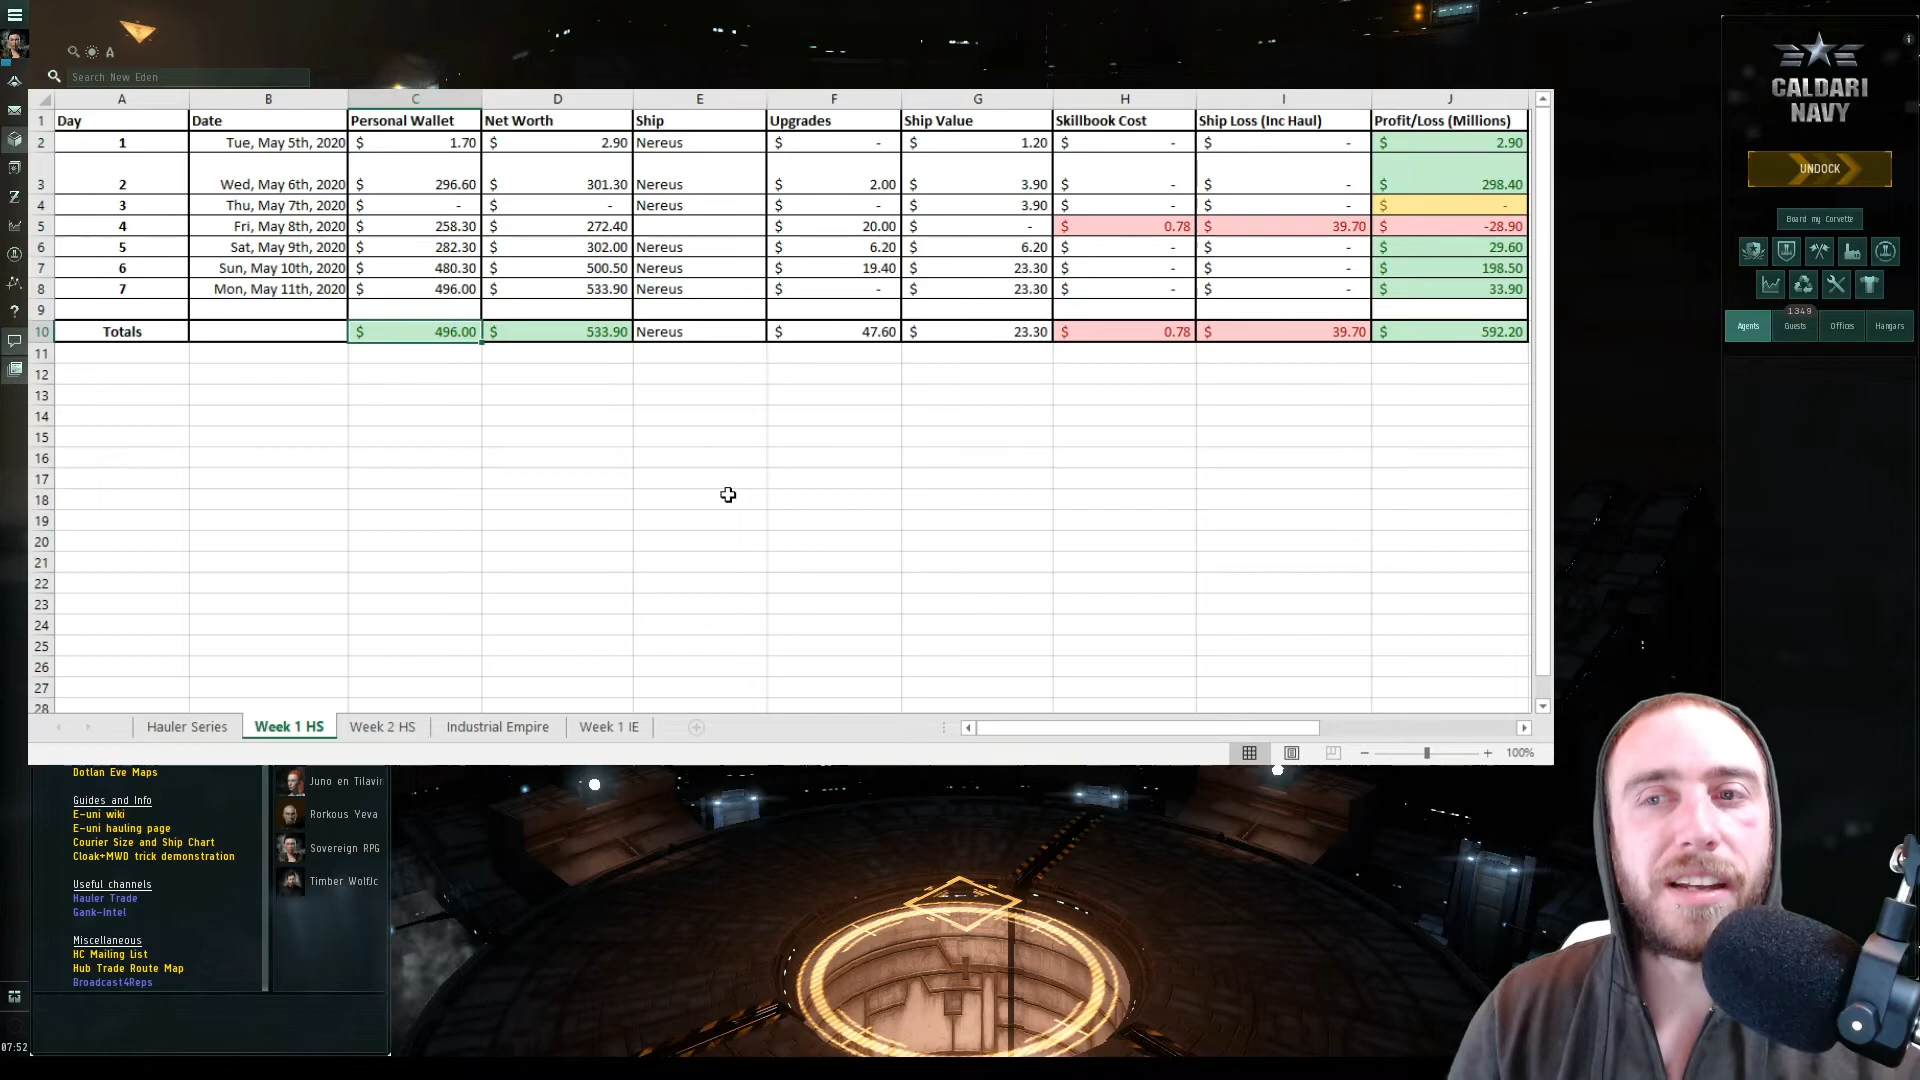 A
Search New Eden
A B C D E F G H I J
1 Day Date Personal Wallet Net Worth Ship Upgrades Ship Value Skillbook Cost Ship Loss (Inc Haul) Profit/Loss (Millions)
2 1 Tue, May 5th, 2020 $ 1.70 $ 2.90 Nereus $ - $ 1.20 $ - $ - $ 2.90
3 2 Wed, May 6th, 2020 $ 296.60 $ 301.30 Nereus $ 2.00 $ 3.90 $ - $ - $ 298.40
4 3 Thu, May 7th, 2020 $ - $ - Nereus $ - $ 3.90 $ - $ - $ -
5 4 Fri, May 8th, 2020 $ 258.30 $ 272.40 $ 20.00 $ - $ 0.78 $ 39.70 $ -28.90
6 5 Sat, May 9th, 2020 $ 282.30 $ 302.00 Nereus $ 6.20 $ 6.20 $ - $ - $ 29.60
7 6 Sun, May 10th, 2020 $ 480.30 $ 500.50 Nereus $ 19.40 $ 23.30 $ - $ - $ 198.50
8 7 Mon, May 11th, 2020 $ 496.00 $ 533.90 Nereus $ - $ 23.30 $ - $ - $ 33.90
9
10 Totals $ 496.00 $ 533.90 Nereus $ 47.60 $ 23.30 $ 0.78 $ 39.70 $ 592.20
11
12
13
14
15
16
17
18
19
20
21
22
23
24
25
26
27
28
Hauler Series Week 1 HS Week 2 HS Industrial Empire Week 1 IE
100%
CALDARI
NAVY
UNDOCK
Board my Corvette
1349
Agents Guests Offices Hangars
Dotlan Eve Maps
Guides and Info
E-uni wiki
E-uni hauling page
Courier Size and Ship Chart
Cloak+MWD trick demonstration
Useful channels
Hauler Trade
Gank-Intel
Miscellaneous
HC Mailing List
Hub Trade Route Map
Broadcast4Reps
Juno en Tilavir
Rorkous Yeva
Sovereign RPG
Timber WolfJc
07:52